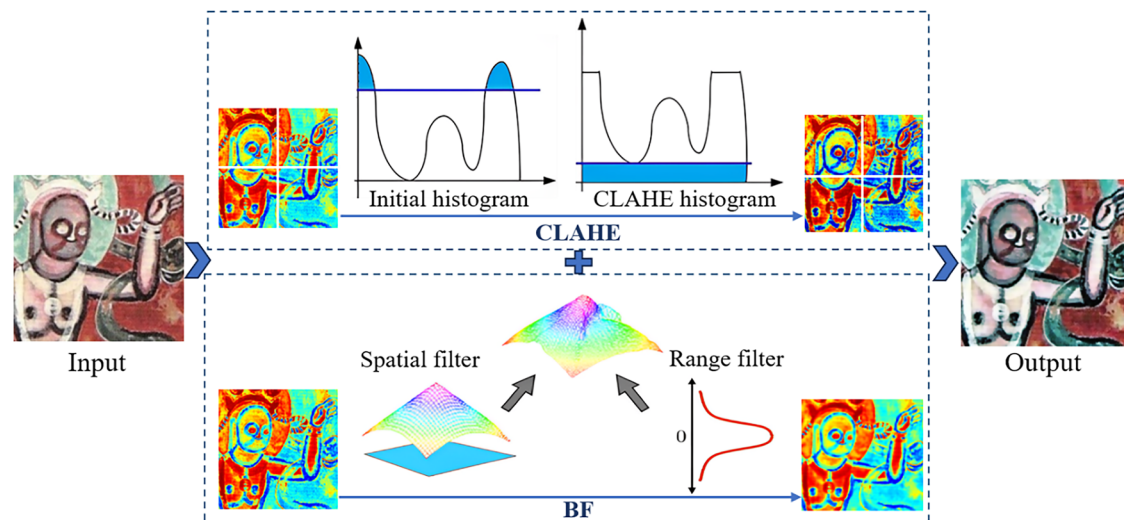 Initial histogram
CLAHE histogram
CLAHE
Input
Spatial filter
Range filter
0
BF
Output